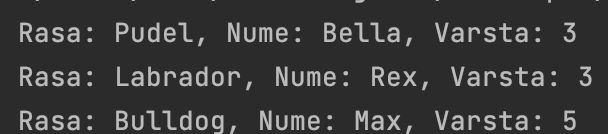 Rasa: Pudel, Nume: Bella, Varsta: 3
Rasa: Labrador, Nume: Rex, Varsta: 3
Rasa: Bulldog, Nume: Max, Varsta: 5